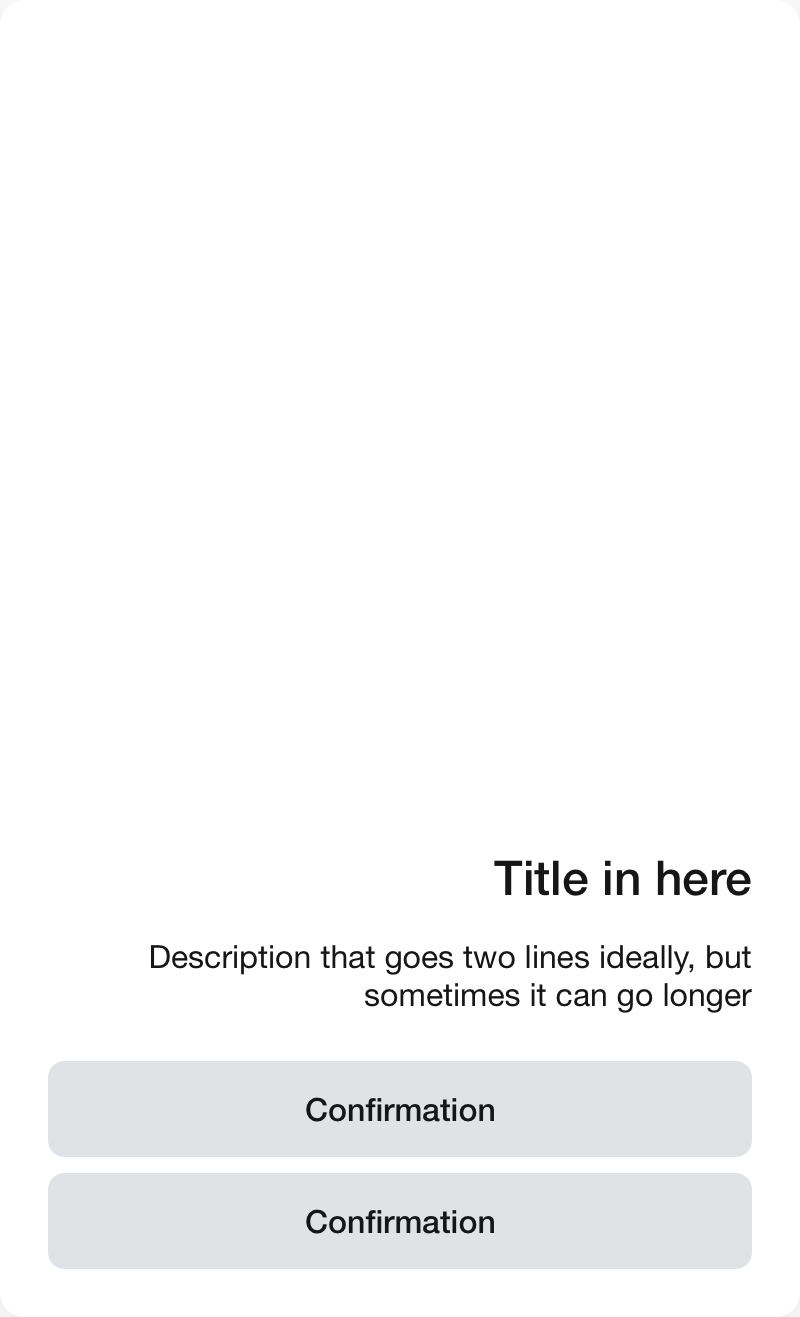 Title in here
Description that goes two lines ideally, but
sometimes it can go longer
Confirmation
Confirmation